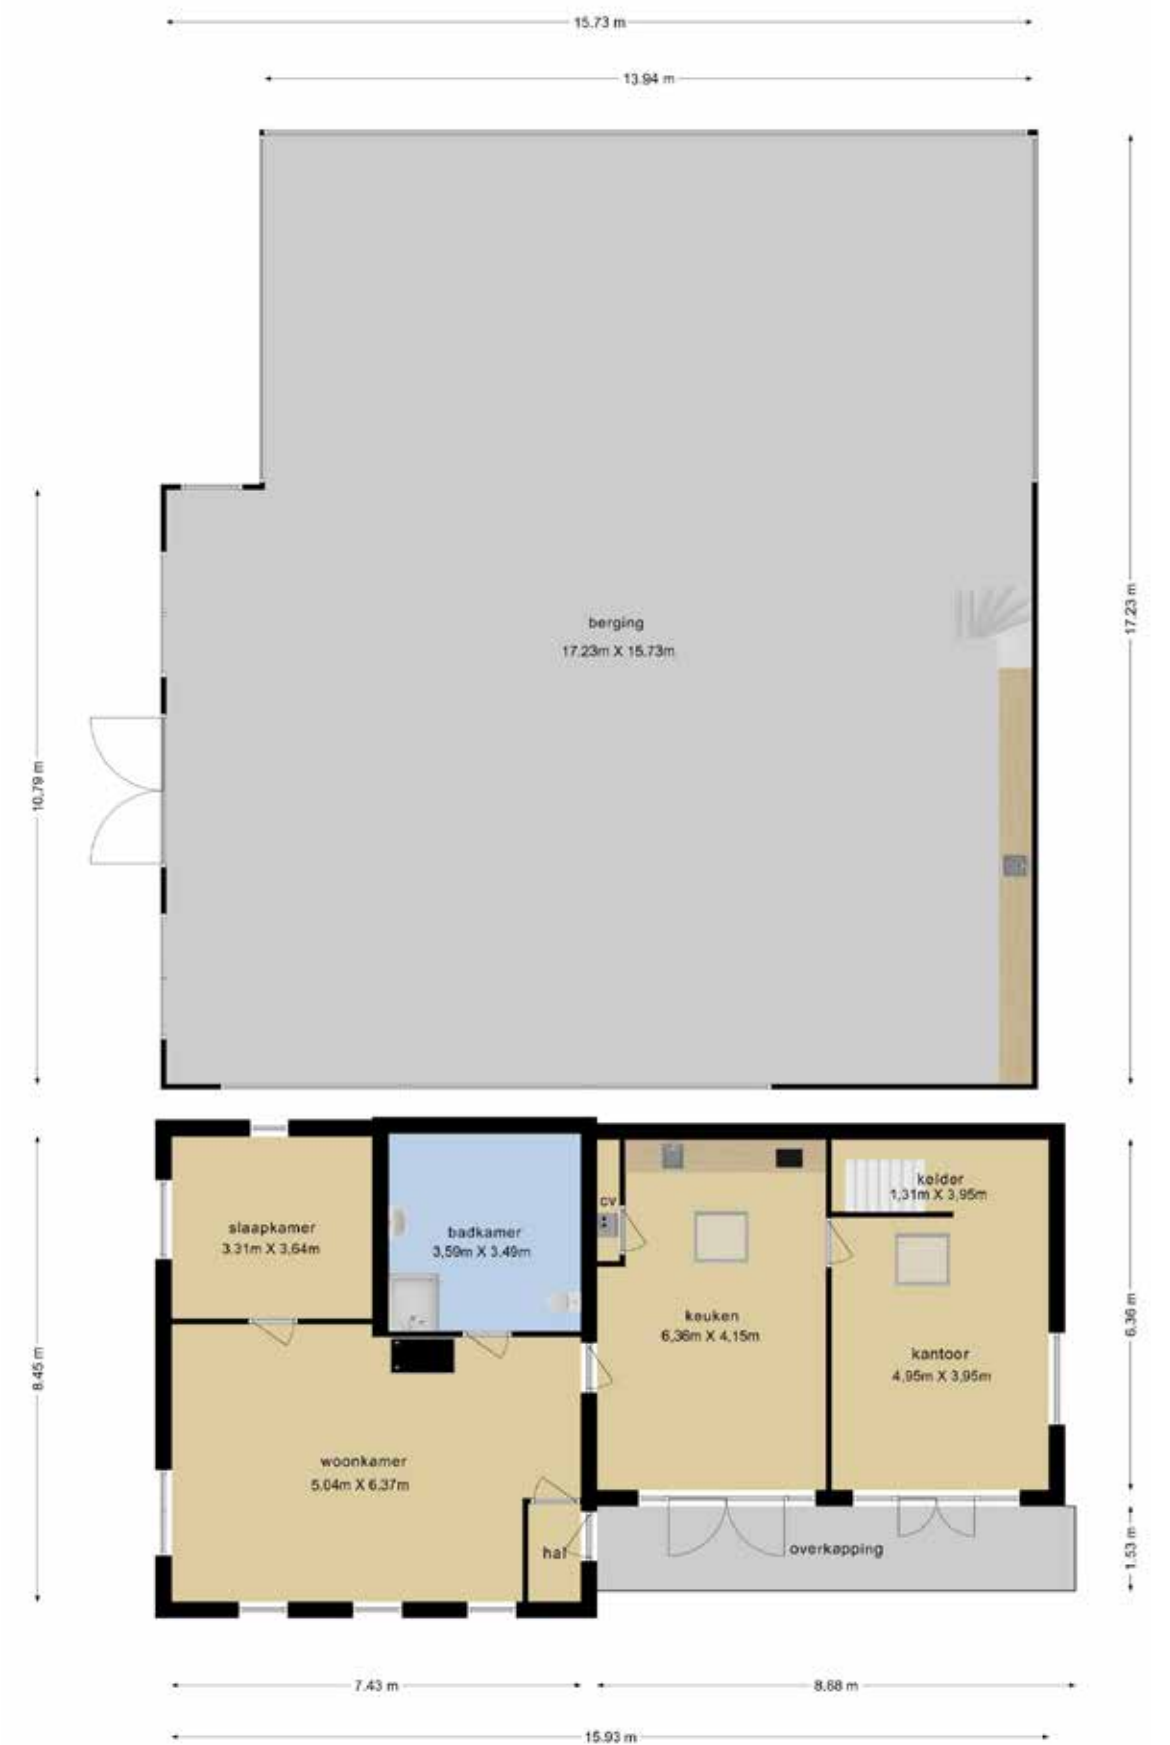 15.73 m
13.94 m
berging
17.23m X 15.73m
10.79 m
17.23 m
slaapkamer
3.31m X 3,64m
badkamer
3,59m X 3.49m
cv
keuken
6,36m X 4,15m
kelder
1,31m X 3,95m
kantoor
4,95m X 3,95m
woonkamer
5.04m X 6.37m
hal
overkapping
8.45 m
6.36 m
1.53 m
7.43 m
8.68 m
15.93 m